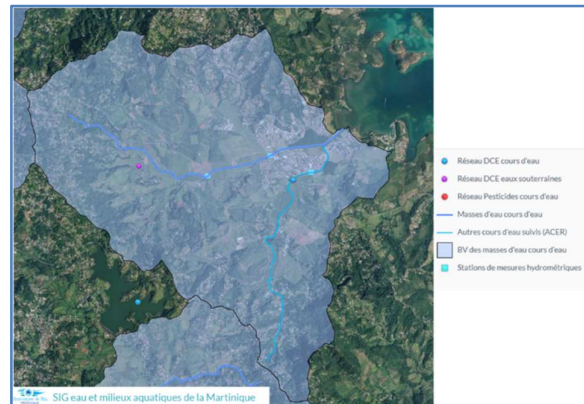 Réseau DCE cours d'eau
Réseau DCE eaux souterraines
Réseau Pesticides cours d'eau
Masses d'eau cours d'eau
Autres cours d'eau suivis (ACER)
BV des masses d'eau cours d'eau
Stations de mesures hydrométriques
SIG eau et milieux aquatiques de la Martinique